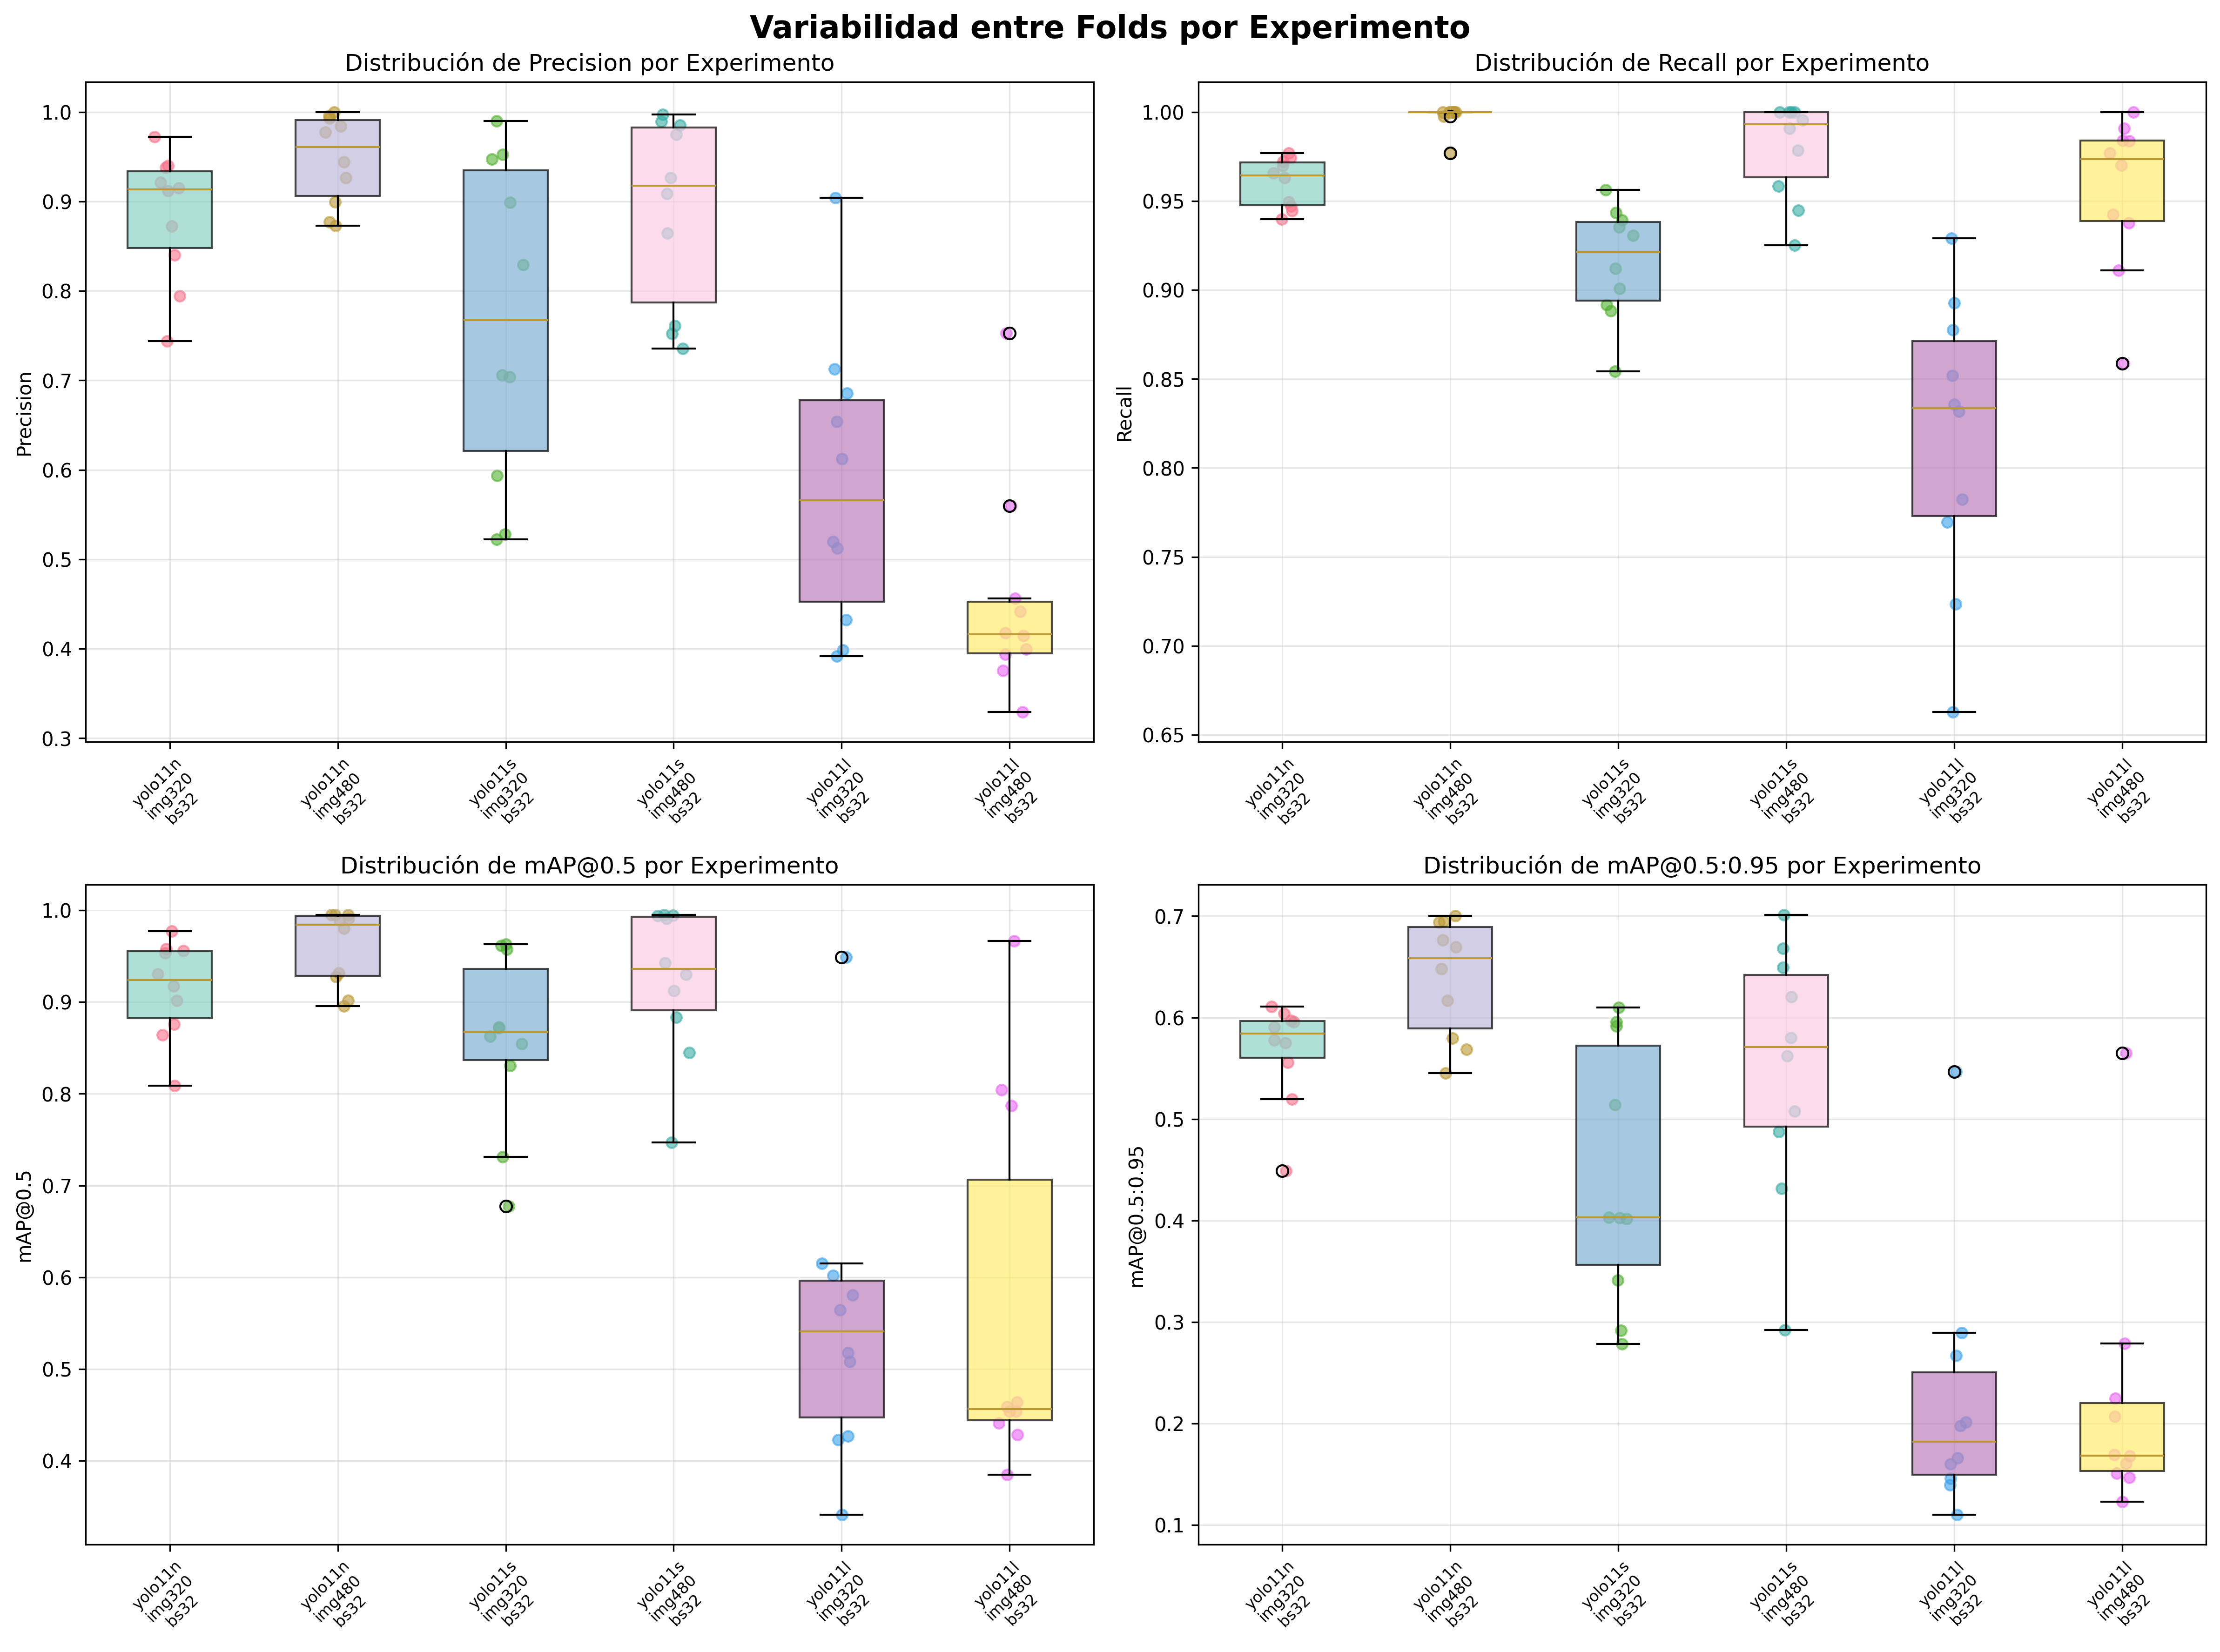 Variabilidad entre Folds por Experimento
Distribución de Precision por Experimento
Precision
1.0
0.9
0.8
0.7
0.6
0.5
0.4
0.3
yolo11n
img320
bs32
yolo11n
img480
bs32
yolo11s
img320
bs32
yolo11s
img480
bs32
yolo11l
img320
bs32
yolo11l
img480
bs32
Distribución de Recall por Experimento
Recall
1.00
0.95
0.90
0.85
0.80
0.75
0.70
0.65
yolo11n
img320
bs32
yolo11n
img480
bs32
yolo11s
img320
bs32
yolo11s
img480
bs32
yolo11l
img320
bs32
yolo11l
img480
bs32
Distribución de mAP@0.5 por Experimento
mAP@0.5
1.0
0.9
0.8
0.7
0.6
0.5
0.4
yolo11n
img320
bs32
yolo11n
img480
bs32
yolo11s
img320
bs32
yolo11s
img480
bs32
yolo11l
img320
bs32
yolo11l
img480
bs32
Distribución de mAP@0.5:0.95 por Experimento
mAP@0.5:0.95
0.7
0.6
0.5
0.4
0.3
0.2
0.1
yolo11n
img320
bs32
yolo11n
img480
bs32
yolo11s
img320
bs32
yolo11s
img480
bs32
yolo11l
img320
bs32
yolo11l
img480
bs32